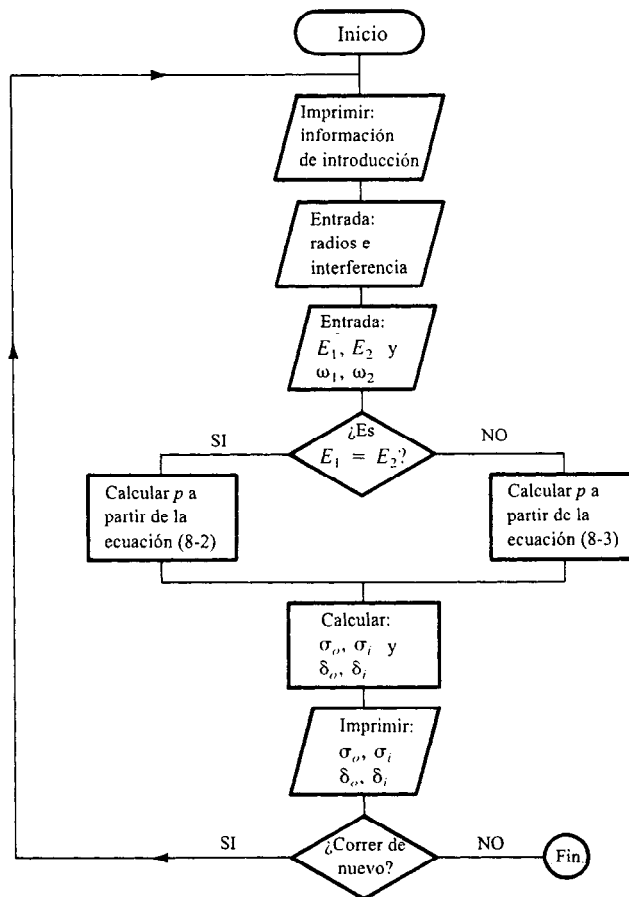 Inicio
Imprimir:
información
de introducción
Entrada:
radios e
interferencia
Entrada:
E₁, E₂ y
ω₁, ω₂
¿Es
E₁ = E₂?
SI
NO
Calcular p a
partir de la
ecuación (8-2)
Calcular p a
partir de la
ecuación (8-3)
Calcular:
σₒ, σᵢ y
δₒ, δᵢ
Imprimir:
σₒ, σᵢ
δₒ, δᵢ
¿Correr de
nuevo?
SI
NO
Fin.